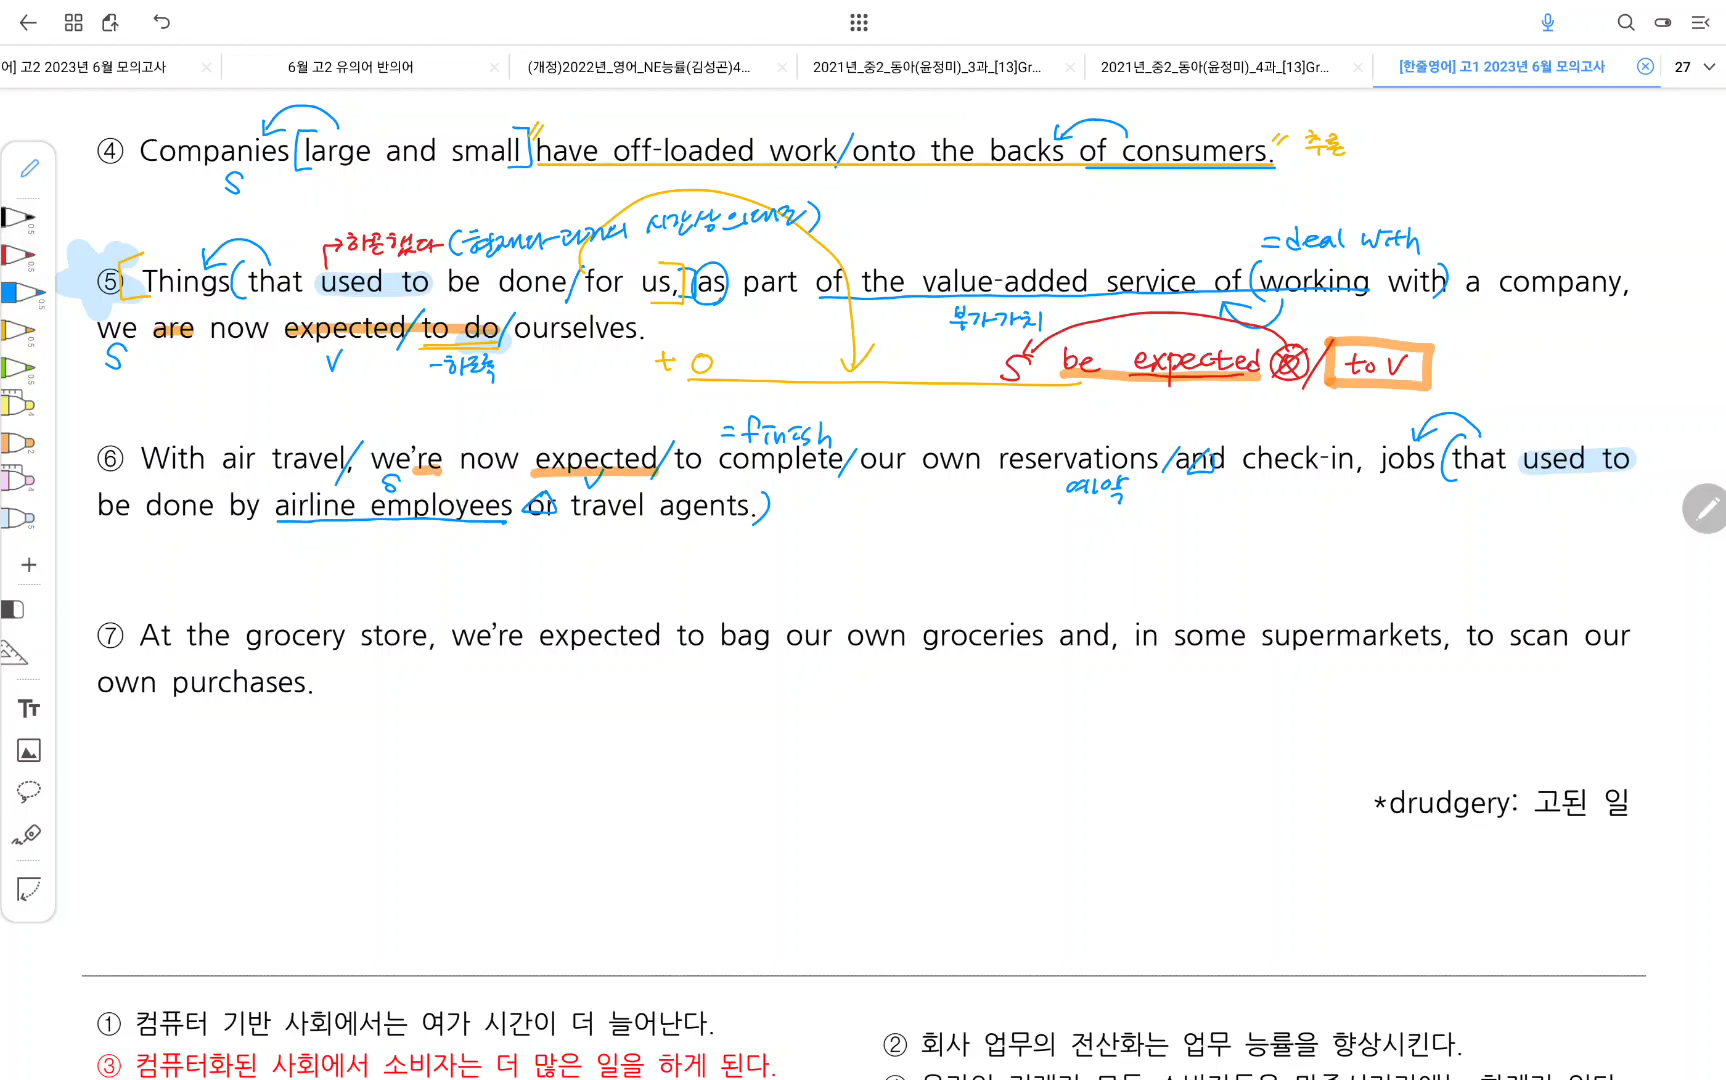 어] 고2 2023년 6월 모의고사
6월 고2 유의어 반의어
(개정)2022년_영어_NE능률(김성곤)4...
2021년_중2_동아(윤정미)_3과_[13]Gr...
2021년_중2_동아(윤정미)_4과_[13]Gr...
[한줄영어] 고1 2023년 6월 모의고사
27
④ Companies [large and small] have off-loaded work/onto the backs of consumers.
추론
S
→하곤했다 (현재다-과거의 시간상의대조)
=deal with
⑤ [Things (that used to be done/for us,] as part of the value-added service of (working with) a company,
부가가치
we are now expected/to do/ourselves.
S
V
-하도록
+ O
S be expected / to V
=finish
⑥ With air travel,/ we're now expected/to complete/our own reservations/and check-in, jobs (that used to
S
V
예약
be done by airline employees or travel agents.)
⑦ At the grocery store, we're expected to bag our own groceries and, in some supermarkets, to scan our
own purchases.
*drudgery: 고된 일
① 컴퓨터 기반 사회에서는 여가 시간이 더 늘어난다.
② 회사 업무의 전산화는 업무 능률을 향상시킨다.
③ 컴퓨터화된 사회에서 소비자는 더 많은 일을 하게 된다.